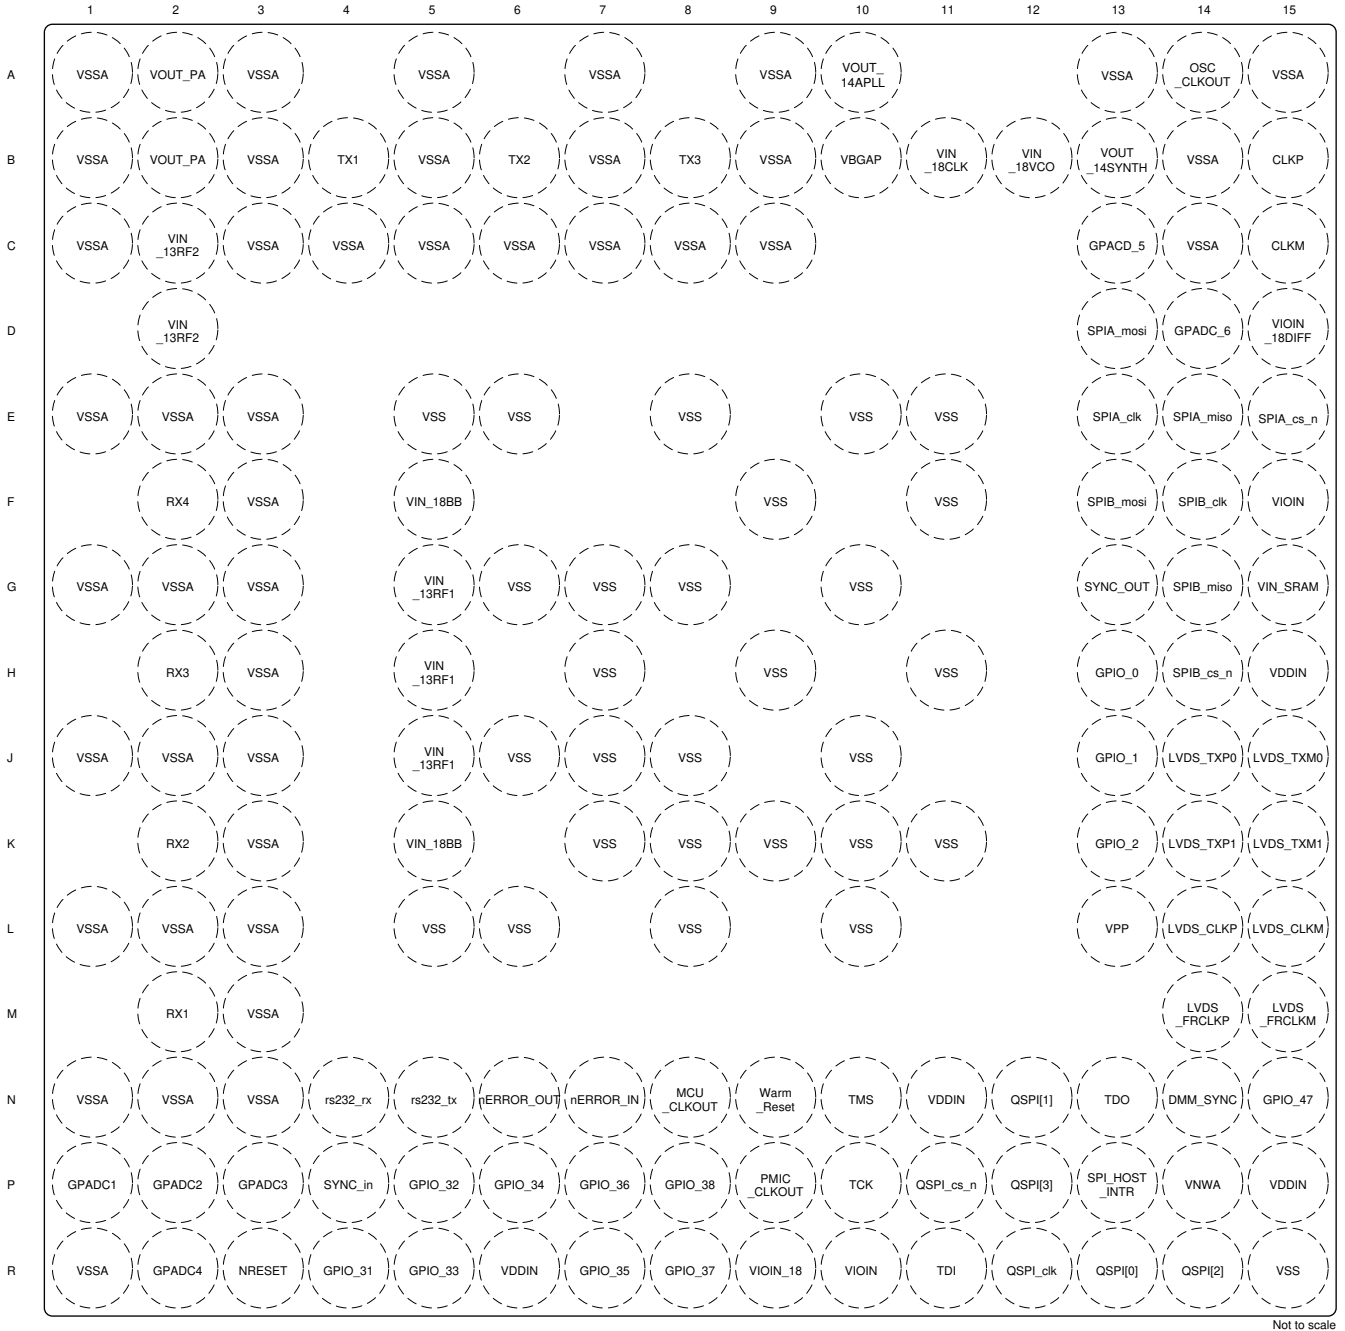 1 2 3 4 5 6 7 8 9 10 11 12 13 14 15
A VSSA VOUT_PA VSSA VSSA VSSA VSSA VOUT_ 14APLL VSSA OSC _CLKOUT VSSA
B VSSA VOUT_PA VSSA TX1 VSSA TX2 VSSA TX3 VSSA VBGAP VIN _18CLK VIN _18VCO VOUT _14SYNTH VSSA CLKP
C VSSA VIN _13RF2 VSSA VSSA VSSA VSSA VSSA VSSA VSSA GPACD_5 VSSA CLKM
D VIN _13RF2 SPIA_mosi GPADC_6 VIOIN _18DIFF
E VSSA VSSA VSSA VSS VSS VSS VSS VSS SPIA_clk SPIA_miso SPIA_cs_n
F RX4 VSSA VIN_18BB VSS VSS SPIB_mosi SPIB_clk VIOIN
G VSSA VSSA VSSA VIN _13RF1 VSS VSS VSS VSS SYNC_OUT SPIB_miso VIN_SRAM
H RX3 VSSA VIN _13RF1 VSS VSS VSS GPIO_0 SPIB_cs_n VDDIN
J VSSA VSSA VSSA VIN _13RF1 VSS VSS VSS VSS GPIO_1 LVDS_TXP0 LVDS_TXM0
K RX2 VSSA VIN_18BB VSS VSS VSS VSS VSS GPIO_2 LVDS_TXP1 LVDS_TXM1
L VSSA VSSA VSSA VSS VSS VSS VSS VPP LVDS_CLKP LVDS_CLKM
M RX1 VSSA LVDS _FRCLKP LVDS _FRCLKM
N VSSA VSSA VSSA rs232_rx rs232_tx nERROR_OUT nERROR_IN MCU _CLKOUT Warm _Reset TMS VDDIN QSPI[1] TDO DMM_SYNC GPIO_47
P GPADC1 GPADC2 GPADC3 SYNC_in GPIO_32 GPIO_34 GPIO_36 GPIO_38 PMIC _CLKOUT TCK QSPI_cs_n QSPI[3] SPI_HOST _INTR VNWA VDDIN
R VSSA GPADC4 NRESET GPIO_31 GPIO_33 VDDIN GPIO_35 GPIO_37 VIOIN_18 VIOIN TDI QSPI_clk QSPI[0] QSPI[2] VSS
Not to scale